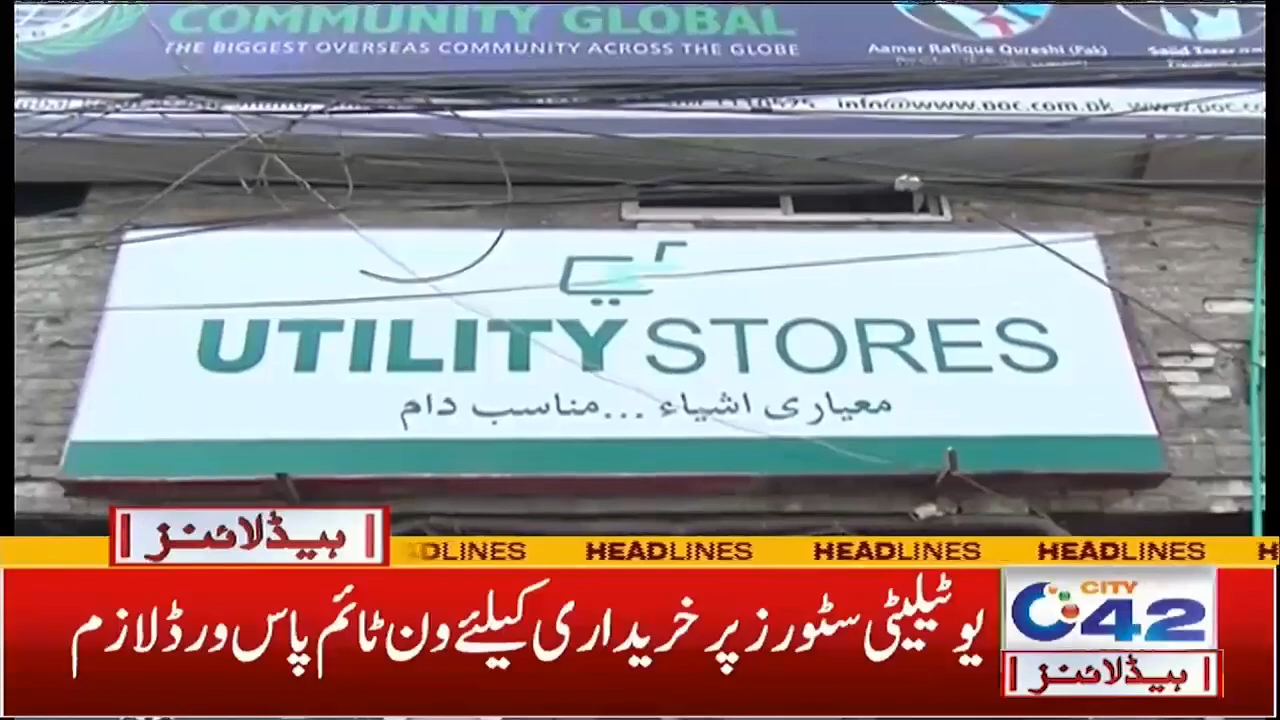 COMMUNITY GLOBAL
THE BIGGEST OVERSEAS COMMUNITY ACROSS THE GLOBE
Aamer Rafique Qureshi (Pak)
info@www.poc.com.pk
UTILITY STORES
معیاری اشیاء ...مناسب دام
ہیڈلائنز
HEADLINES HEADLINES HEADLINES
یوٹیلیٹی سٹورز پر خریداری کیلئے ون ٹائم پاس ورڈ لازم
CITY
42
ہیڈلائنز